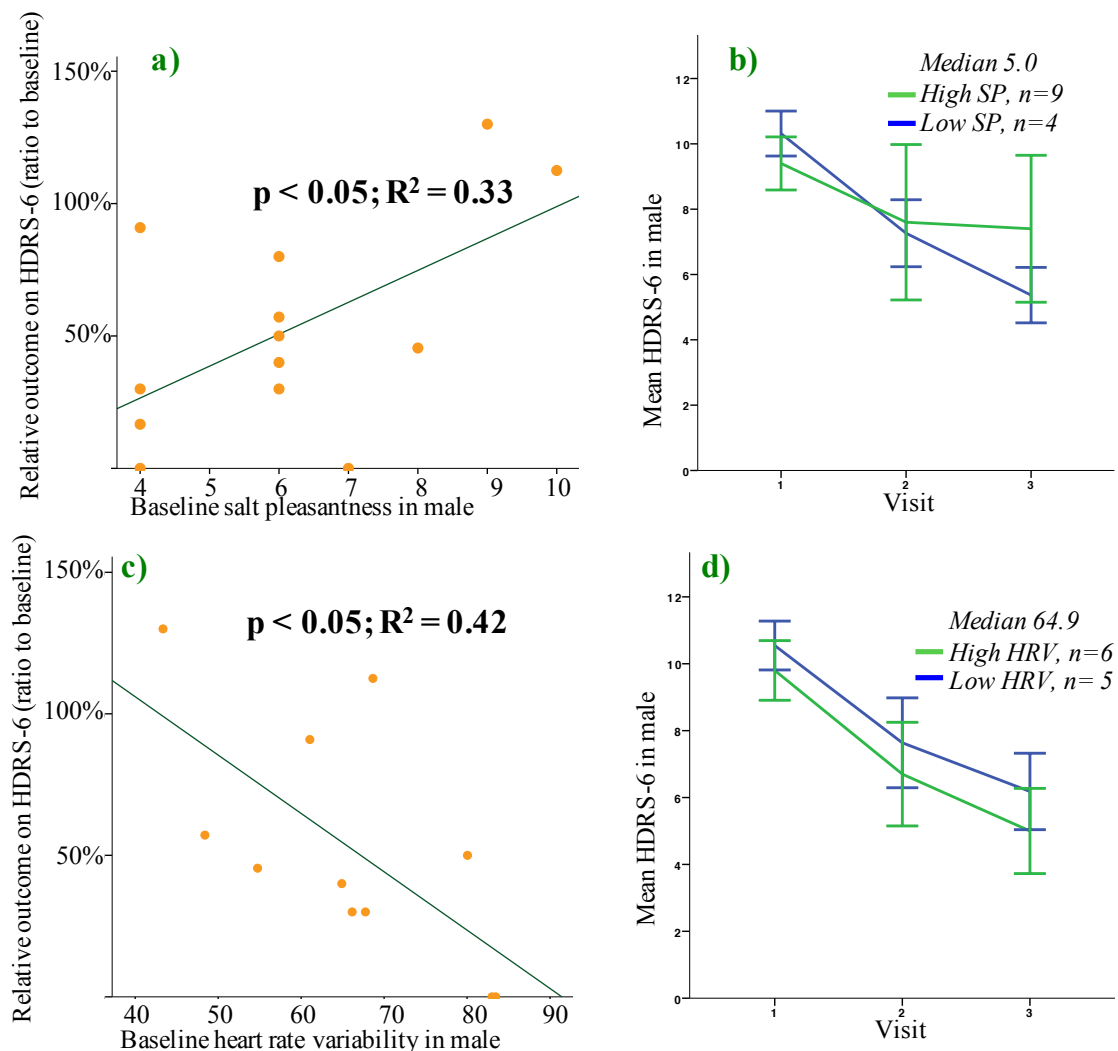 a)
Relative outcome on HDRS-6 (ratio to baseline)
150%
100%
50%
p < 0.05; R² = 0.33
4 5 6 7 8 9 10
Baseline salt pleasantness in male
b)
Median 5.0
High SP, n=9
Low SP, n=4
Mean HDRS-6 in male
12
10
8
6
4
2
0
1 2 3
Visit
c)
Relative outcome on HDRS-6 (ratio to baseline)
150%
100%
50%
p < 0.05; R² = 0.42
40 50 60 70 80 90
Baseline heart rate variability in male
d)
Median 64.9
High HRV, n=6
Low HRV, n= 5
Mean HDRS-6 in male
12
10
8
6
4
2
0
1 2 3
Visit